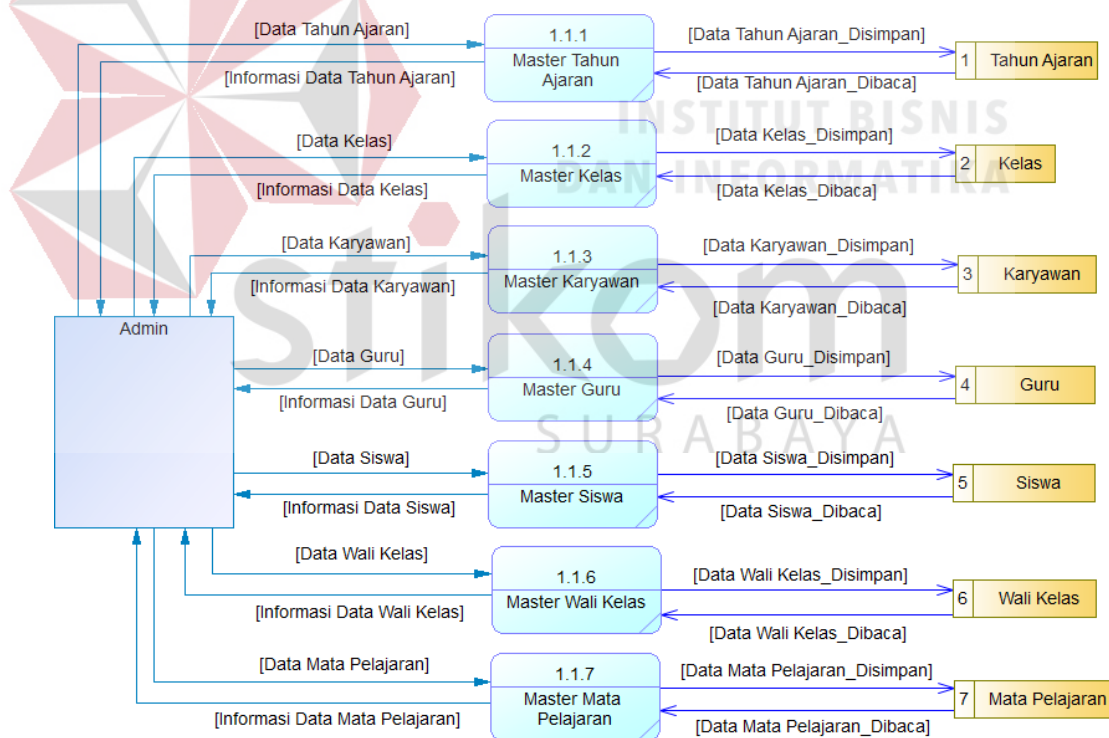 [Data Tahun Ajaran]
[Informasi Data Tahun Ajaran]
1.1.1
Master Tahun
Ajaran
[Data Tahun Ajaran_Disimpan]
[Data Tahun Ajaran_Dibaca]
1 Tahun Ajaran
INSTITUT BISNIS
DAN INFORMATIKA
[Data Kelas]
[Informasi Data Kelas]
1.1.2
Master Kelas
[Data Kelas_Disimpan]
[Data Kelas_Dibaca]
2 Kelas
[Data Karyawan]
[Informasi Data Karyawan]
1.1.3
Master Karyawan
[Data Karyawan_Disimpan]
[Data Karyawan_Dibaca]
3 Karyawan
stikom
SURABAYA
Admin
[Data Guru]
[Informasi Data Guru]
1.1.4
Master Guru
[Data Guru_Disimpan]
[Data Guru_Dibaca]
4 Guru
[Data Siswa]
[Informasi Data Siswa]
1.1.5
Master Siswa
[Data Siswa_Disimpan]
[Data Siswa_Dibaca]
5 Siswa
[Data Wali Kelas]
[Informasi Data Wali Kelas]
1.1.6
Master Wali Kelas
[Data Wali Kelas_Disimpan]
[Data Wali Kelas_Dibaca]
6 Wali Kelas
[Data Mata Pelajaran]
[Informasi Data Mata Pelajaran]
1.1.7
Master Mata
Pelajaran
[Data Mata Pelajaran_Disimpan]
[Data Mata Pelajaran_Dibaca]
7 Mata Pelajaran